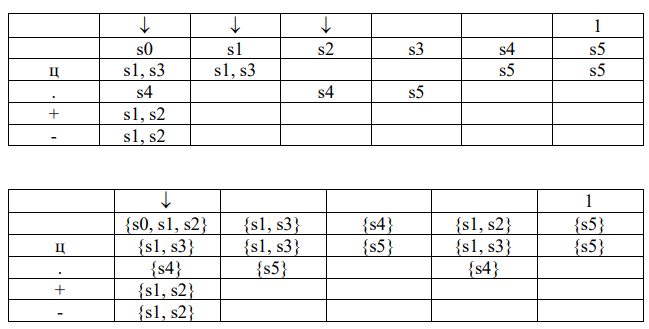 ↓ ↓ ↓ 1
s0 s1 s2 s3 s4 s5
ц s1, s3 s1, s3 s5 s5
. s4 s4 s5
+ s1, s2
- s1, s2
↓ 1
{s0, s1, s2} {s1, s3} {s4} {s1, s2} {s5}
ц {s1, s3} {s1, s3} {s5} {s1, s3} {s5}
. {s4} {s5} {s4}
+ {s1, s2}
- {s1, s2}